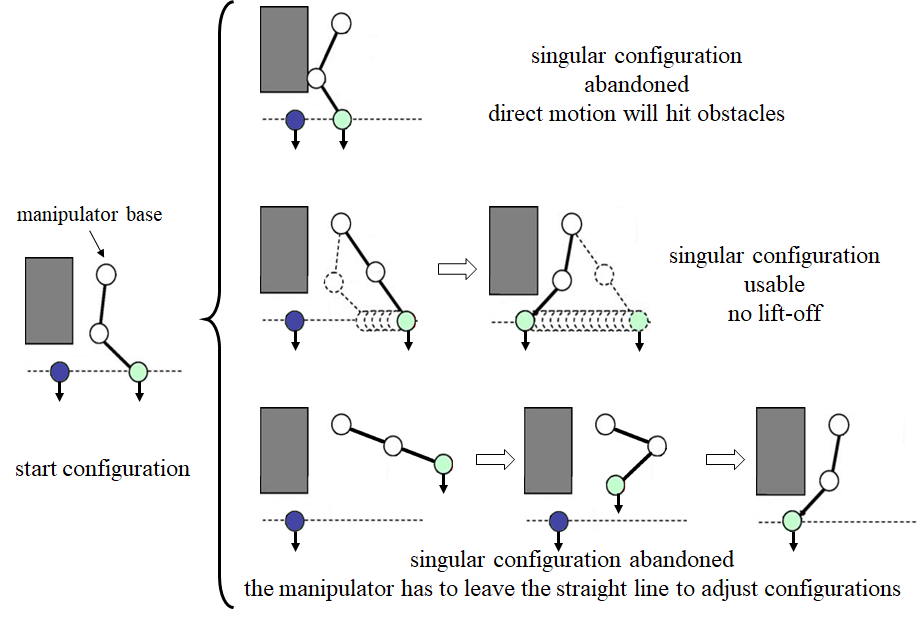 singular configuration
abandoned
direct motion will hit obstacles
manipulator base
singular configuration
usable
no lift-off
start configuration
singular configuration abandoned
the manipulator has to leave the straight line to adjust configurations